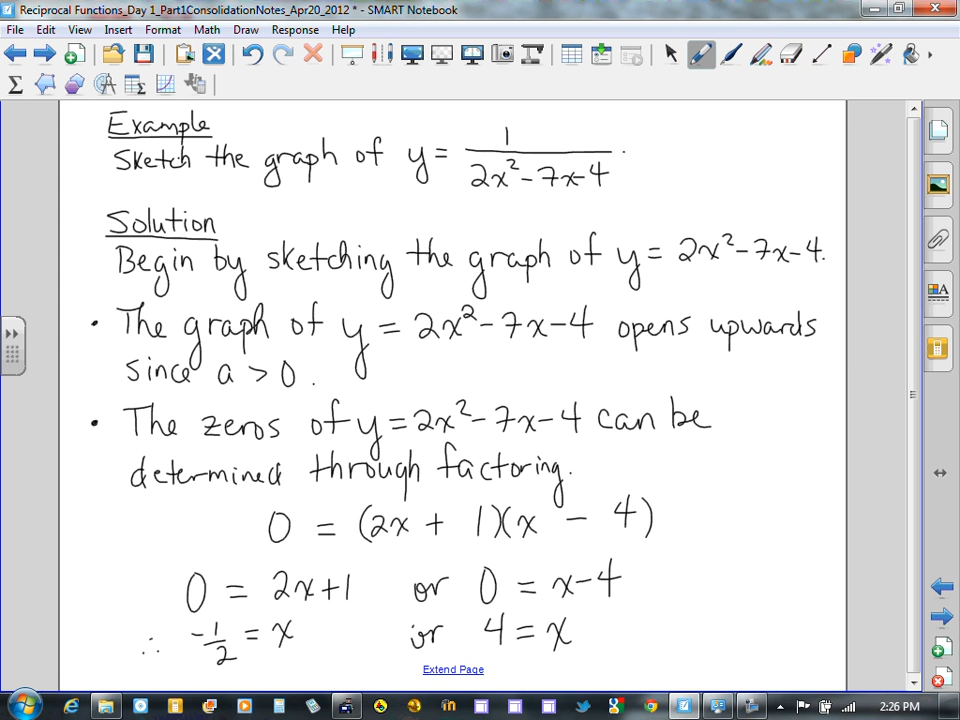 Reciprocal Functions_Day 1_Part1ConsolidationNotes_Apr20_2012 * - SMART Notebook
File Edit View Insert Format Math Draw Response Help
Example
Sketch the graph of y = 1/(2x²-7x-4).
Solution
Begin by sketching the graph of y = 2x²-7x-4.
• The graph of y = 2x²-7x-4 opens upwards
since a > 0.
• The zeros of y=2x²-7x-4 can be
determined through factoring.
0 = (2x + 1)(x - 4)
0 = 2x+1 or 0 = x-4
∴ -1/2 = x or 4 = x
Extend Page
2:26 PM